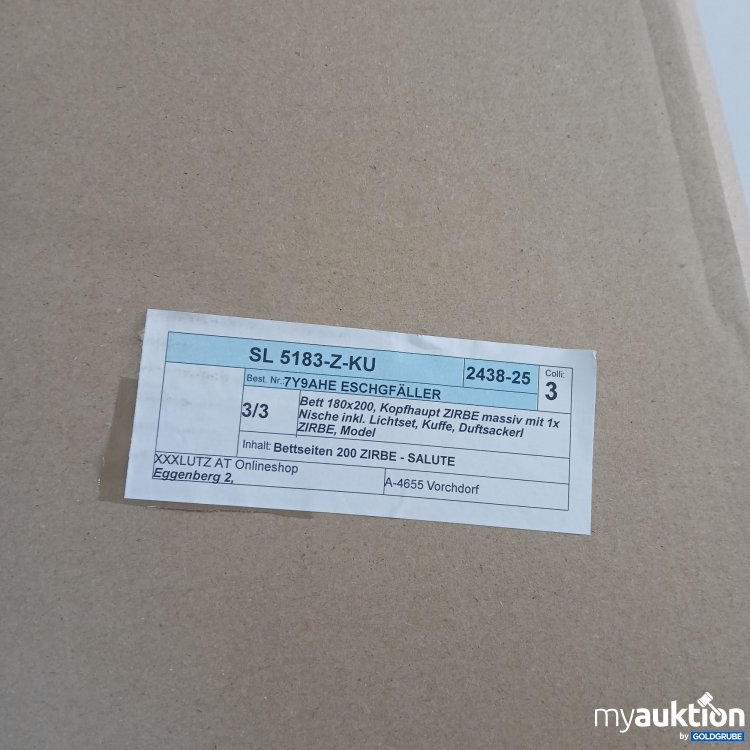 SL 5183-Z-KU 2438-25 Colli:
Best. Nr.:7Y9AHE ESCHGFÄLLER 3
3/3 Bett 180x200, Kopfhaupt ZIRBE massiv mit 1x
Nische inkl. Lichtset, Kuffe, Duftsackerl
ZIRBE, Model
Inhalt: Bettseiten 200 ZIRBE - SALUTE
XXXLUTZ AT Onlineshop
Eggenberg 2, A-4655 Vorchdorf
myauktion
by GOLDGRUBE